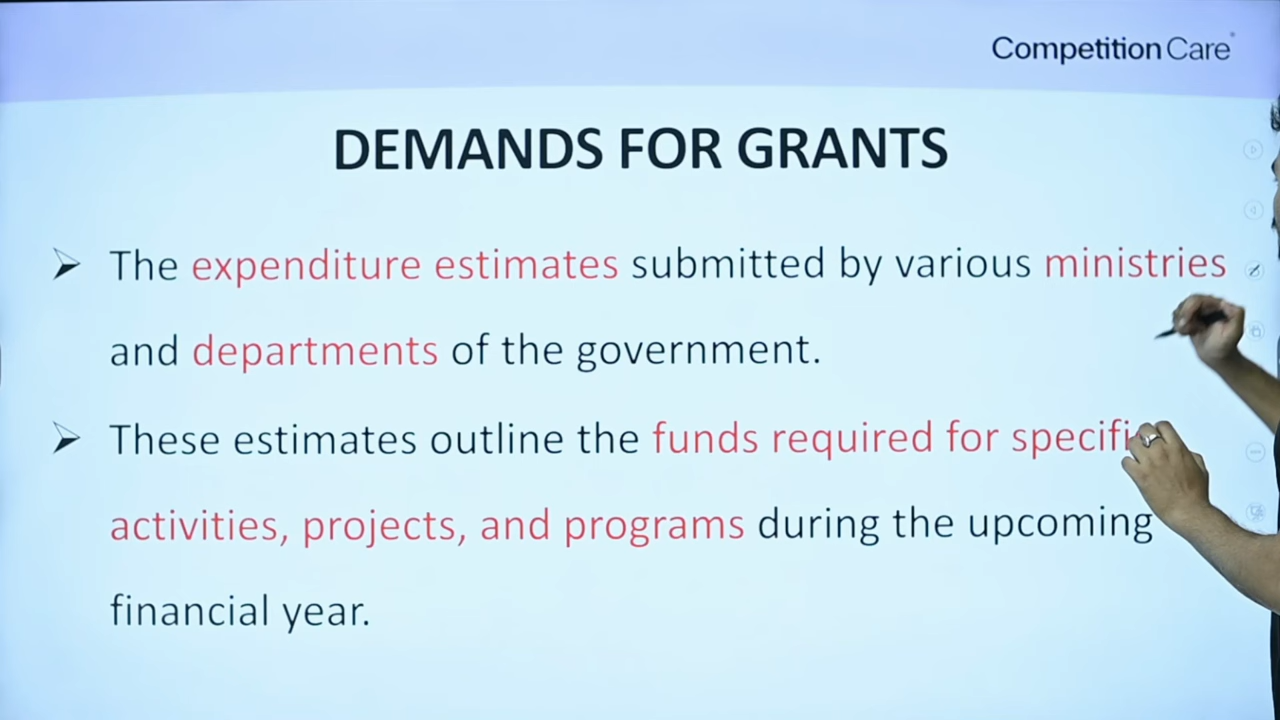 Competition Care
DEMANDS FOR GRANTS
➢ The expenditure estimates submitted by various ministries
and departments of the government.
➢ These estimates outline the funds required for
activities, projects, and programs during the upcoming
financial year.